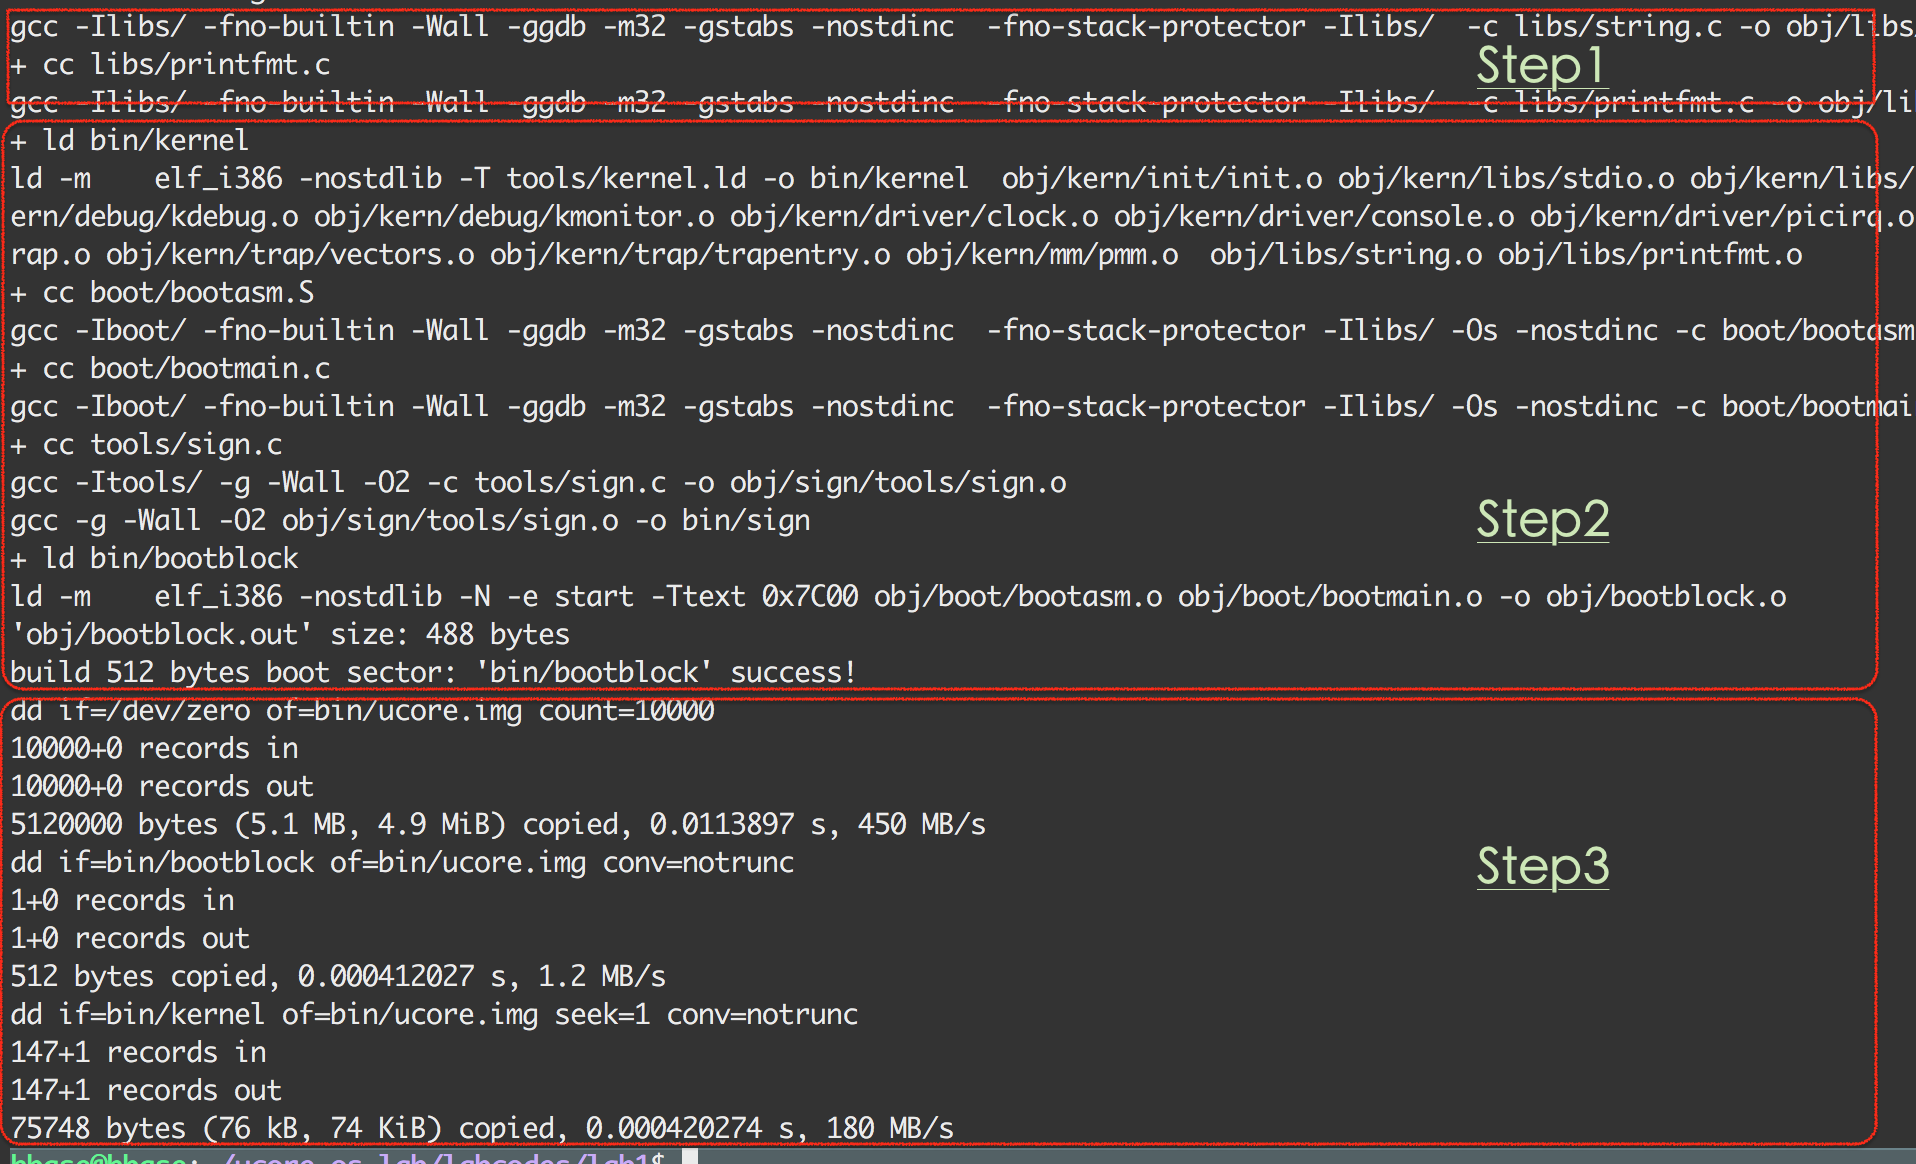 gcc -Ilibs/ -fno-builtin -Wall -ggdb -m32 -gstabs -nostdinc  -fno-stack-protector -Ilibs/  -c libs/string.c -o obj/libs/
+ cc libs/printfmt.c
Step1
gcc -Ilibs/ -fno-builtin -Wall -ggdb -m32 -gstabs -nostdinc  -fno-stack-protector -Ilibs/  -c libs/printfmt.c -o obj/li
+ ld bin/kernel
ld -m    elf_i386 -nostdlib -T tools/kernel.ld -o bin/kernel  obj/kern/init/init.o obj/kern/libs/stdio.o obj/kern/libs/
ern/debug/kdebug.o obj/kern/debug/kmonitor.o obj/kern/driver/clock.o obj/kern/driver/console.o obj/kern/driver/picirq.o
rap.o obj/kern/trap/vectors.o obj/kern/trap/trapentry.o obj/kern/mm/pmm.o  obj/libs/string.o obj/libs/printfmt.o
+ cc boot/bootasm.S
gcc -Iboot/ -fno-builtin -Wall -ggdb -m32 -gstabs -nostdinc  -fno-stack-protector -Ilibs/ -Os -nostdinc -c boot/bootasm
+ cc boot/bootmain.c
gcc -Iboot/ -fno-builtin -Wall -ggdb -m32 -gstabs -nostdinc  -fno-stack-protector -Ilibs/ -Os -nostdinc -c boot/bootmai
+ cc tools/sign.c
gcc -Itools/ -g -Wall -O2 -c tools/sign.c -o obj/sign/tools/sign.o
gcc -g -Wall -O2 obj/sign/tools/sign.o -o bin/sign
Step2
+ ld bin/bootblock
ld -m    elf_i386 -nostdlib -N -e start -Ttext 0x7C00 obj/boot/bootasm.o obj/boot/bootmain.o -o obj/bootblock.o
'obj/bootblock.out' size: 488 bytes
build 512 bytes boot sector: 'bin/bootblock' success!
dd if=/dev/zero of=bin/ucore.img count=10000
10000+0 records in
10000+0 records out
5120000 bytes (5.1 MB, 4.9 MiB) copied, 0.0113897 s, 450 MB/s
dd if=bin/bootblock of=bin/ucore.img conv=notrunc
Step3
1+0 records in
1+0 records out
512 bytes copied, 0.000412027 s, 1.2 MB/s
dd if=bin/kernel of=bin/ucore.img seek=1 conv=notrunc
147+1 records in
147+1 records out
75748 bytes (76 kB, 74 KiB) copied, 0.000420274 s, 180 MB/s